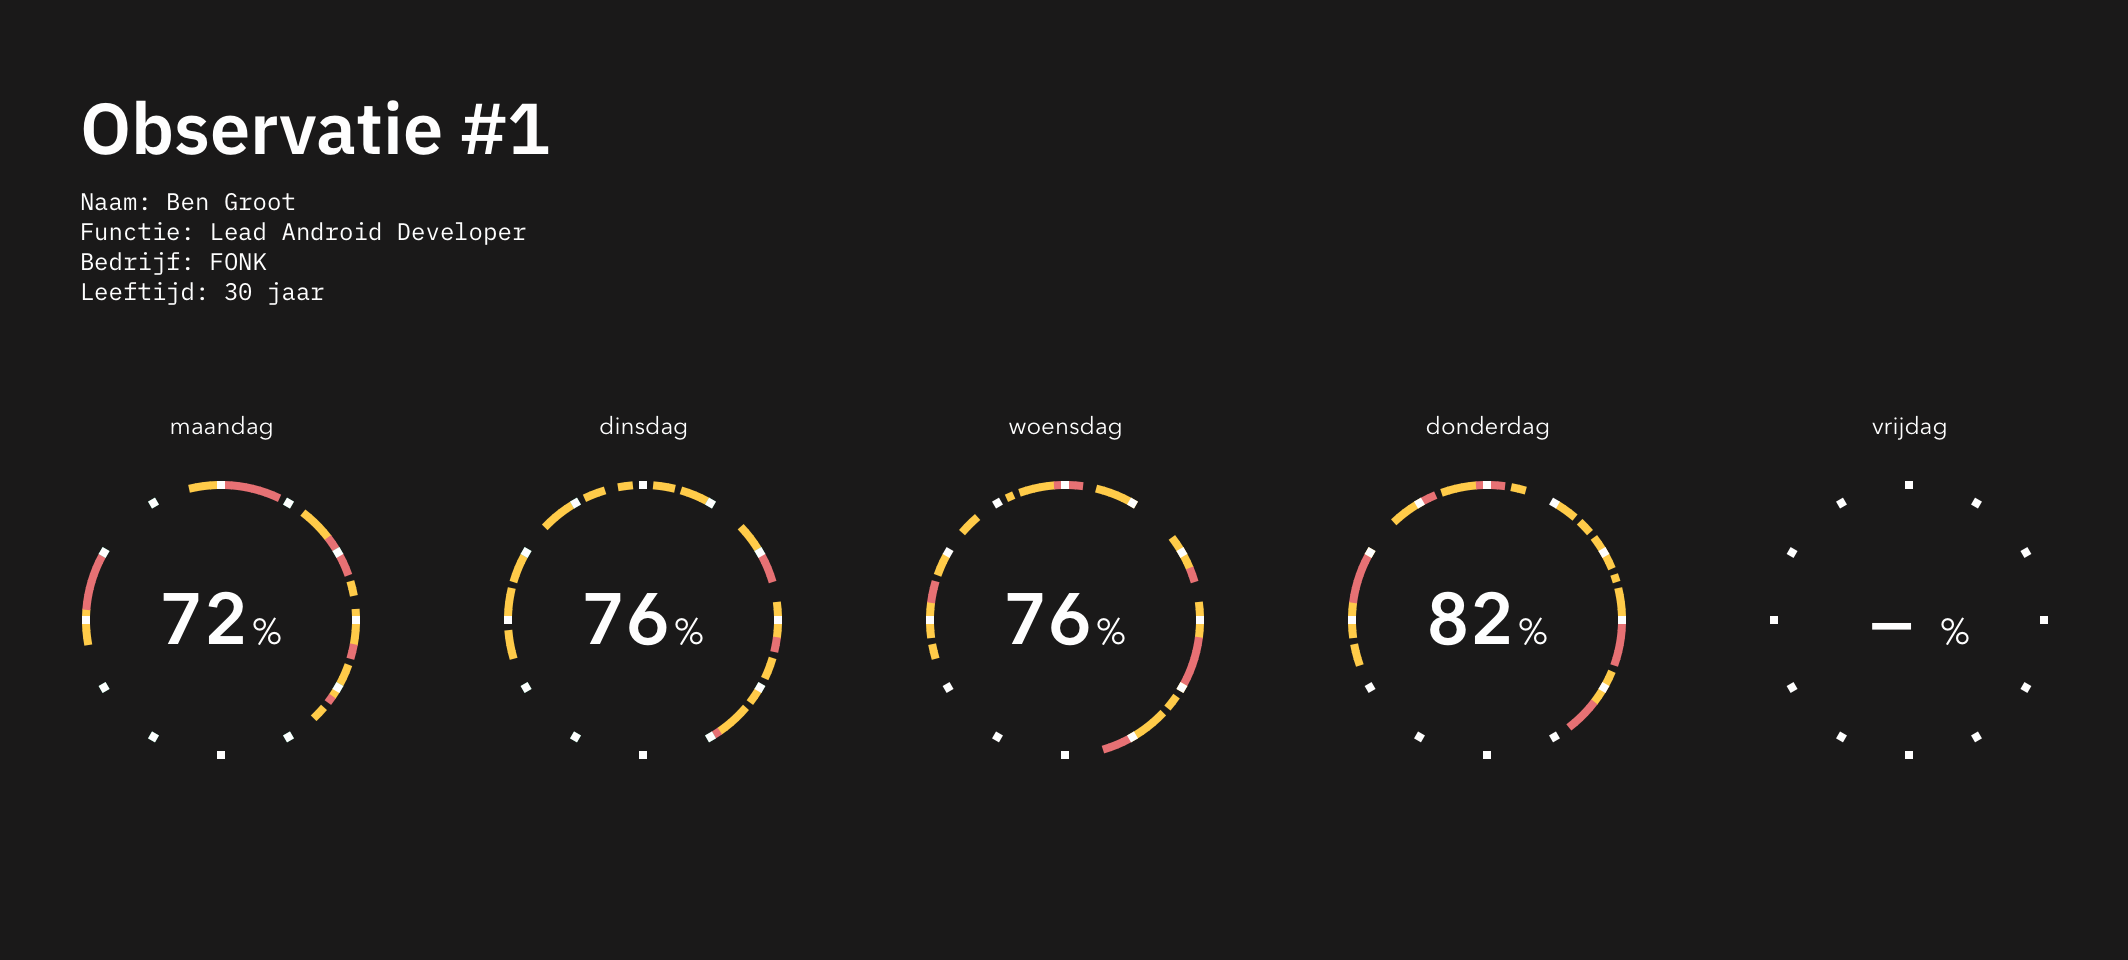 Observatie #1
Naam: Ben Groot
Functie: Lead Android Developer
Bedrijf: FONK
Leeftijd: 30 jaar
maandag
dinsdag
woensdag
donderdag
vrijdag
72%
76%
76%
82%
– %